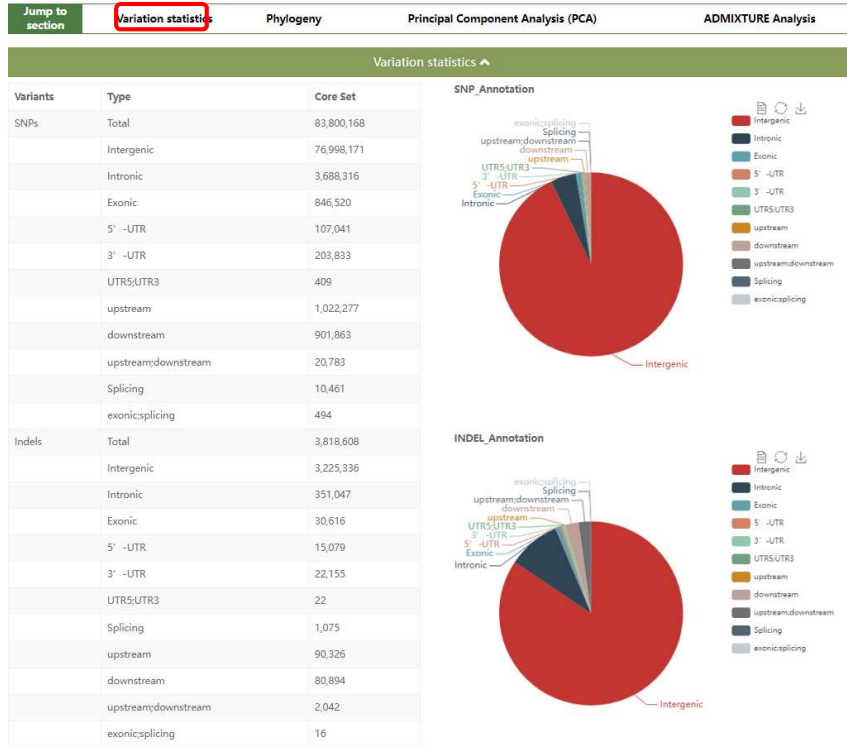 Jump to section
Variation statistics
Phylogeny
Principal Component Analysis (PCA)
ADMIXTURE Analysis
Variation statistics
Variants Type Core Set
SNPs Total 83,800,168
Intergenic 76,998,171
Intronic 3,688,316
Exonic 846,520
5' -UTR 107,041
3' -UTR 203,833
UTR5;UTR3 409
upstream 1,022,277
downstream 901,863
upstream;downstream 20,783
Splicing 10,461
exonic;splicing 494
Indels Total 3,818,608
Intergenic 3,225,336
Intronic 351,047
Exonic 30,616
5' -UTR 15,079
3' -UTR 22,155
UTR5;UTR3 22
Splicing 1,075
upstream 90,326
downstream 80,894
upstream;downstream 2,042
exonic;splicing 16
SNP_Annotation
exonic;splicing
Splicing
upstream;downstream
downstream
upstream
UTR5;UTR3
3' -UTR
5' -UTR
Exonic
Intronic
Intergenic
Intergenic
Intronic
Exonic
5' -UTR
3' -UTR
UTR5;UTR3
upstream
downstream
upstream;downstream
Splicing
exonic;splicing
INDEL_Annotation
exonic;splicing
Splicing
upstream;downstream
downstream
upstream
UTR5;UTR3
3' -UTR
5' -UTR
Exonic
Intronic
Intergenic
Intergenic
Intronic
Exonic
5' -UTR
3' -UTR
UTR5;UTR3
upstream
downstream
upstream;downstream
Splicing
exonic;splicing